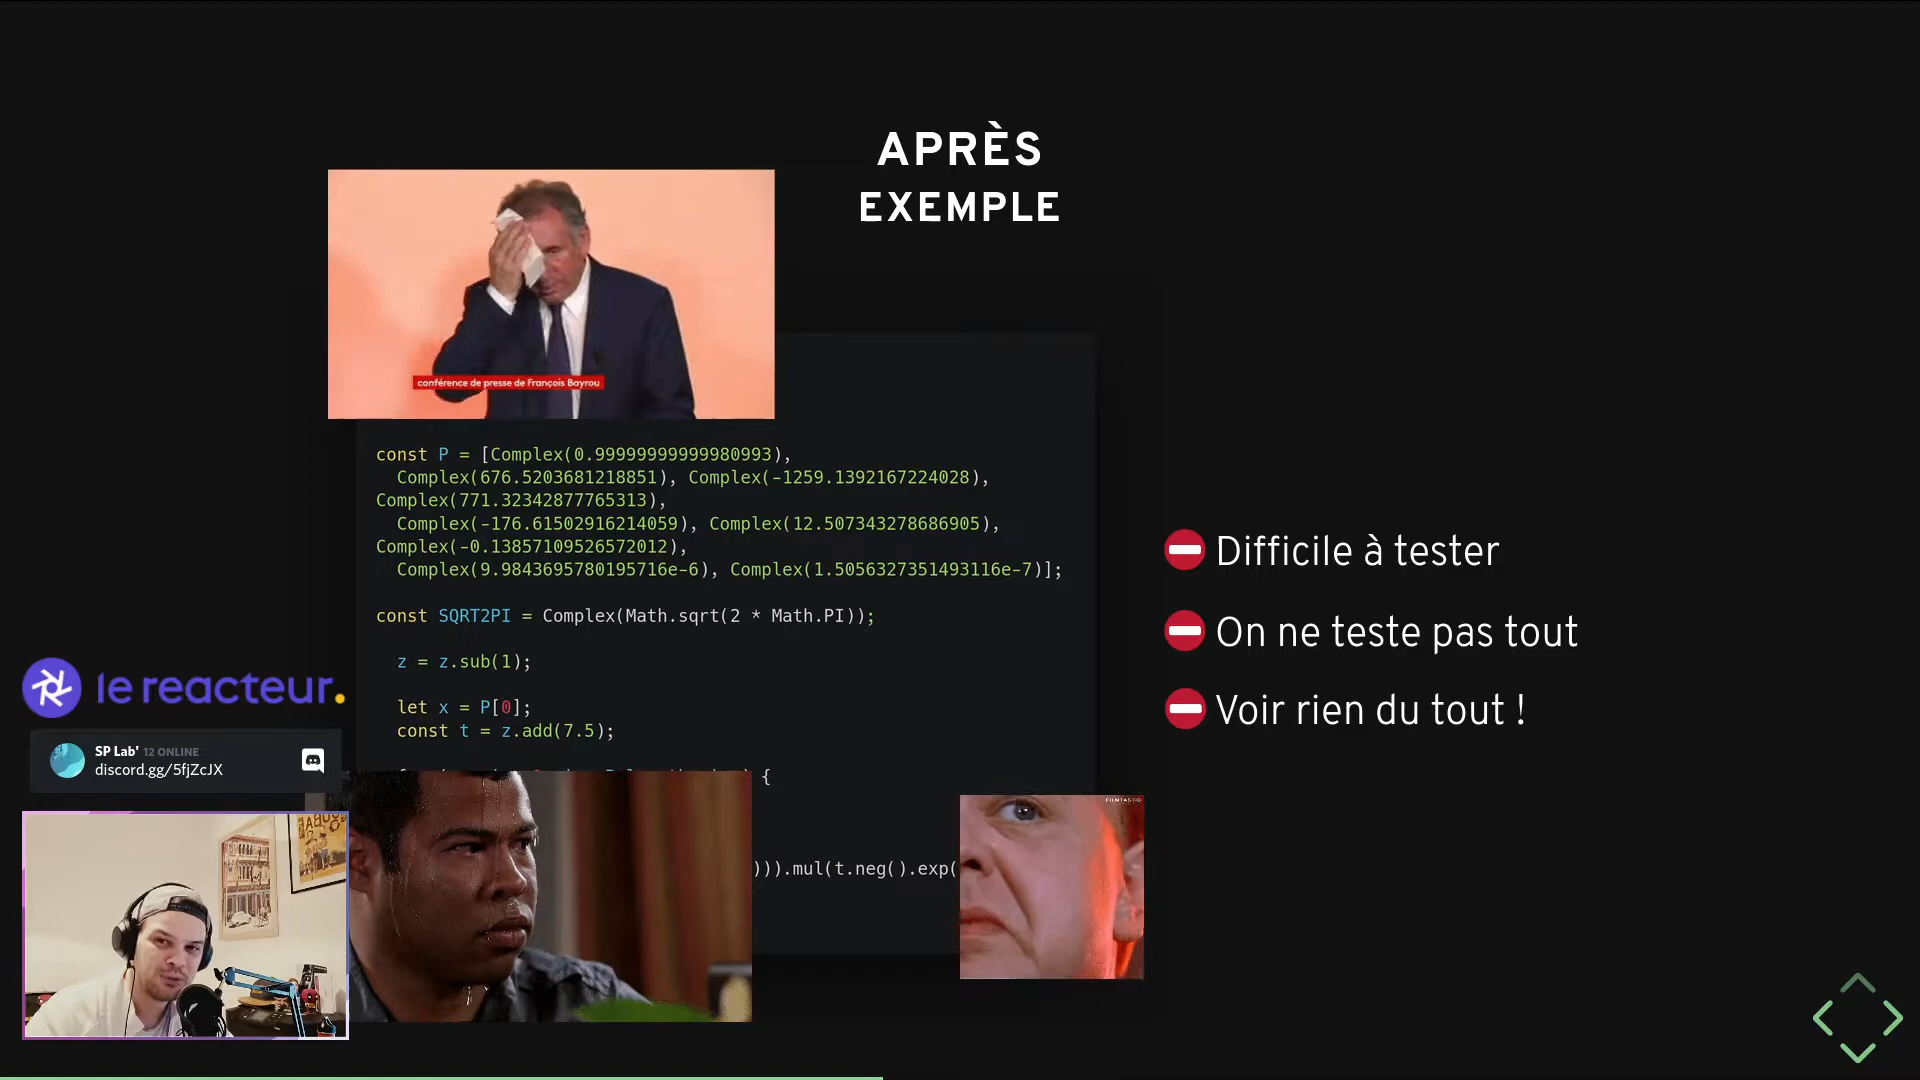 APRÈS
EXEMPLE
conférence de presse de François Bayrou
const P = [Complex(0.99999999999980993),
Complex(676.5203681218851), Complex(-1259.1392167224028),
Complex(771.32342877765313),
Complex(-176.61502916214059), Complex(12.507343278686905),
Complex(-0.13857109526572012),
Complex(9.9843695780195716e-6), Complex(1.5056327351493116e-7)];
const SQRT2PI = Complex(Math.sqrt(2 * Math.PI));
z = z.sub(1);
let x = P[0];
const t = z.add(7.5);
{
))).mul(t.neg().exp(
Difficile à tester
On ne teste pas tout
Voir rien du tout !
le reacteur.
SP Lab' 12 ONLINE
discord.gg/5fjZcJX
FILMTASTIC